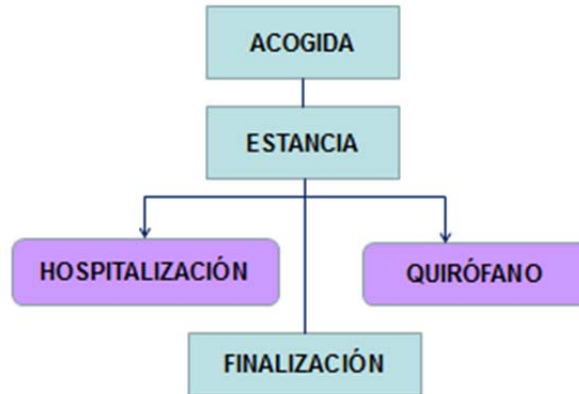 ACOGIDA
ESTANCIA
HOSPITALIZACIÓN
QUIRÓFANO
FINALIZACIÓN